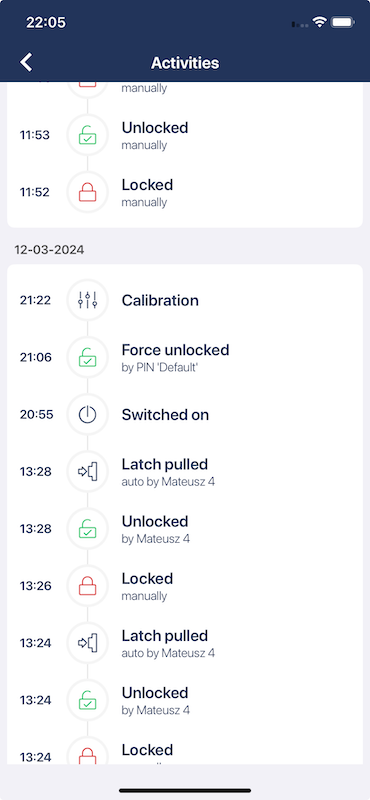 22:05
Activities
manually
11:53 Unlocked
manually
11:52 Locked
manually
12-03-2024
21:22 Calibration
21:06 Force unlocked
by PIN 'Default'
20:55 Switched on
13:28 Latch pulled
auto by Mateusz 4
13:28 Unlocked
by Mateusz 4
13:26 Locked
manually
13:24 Latch pulled
auto by Mateusz 4
13:24 Unlocked
by Mateusz 4
13:24 Locked